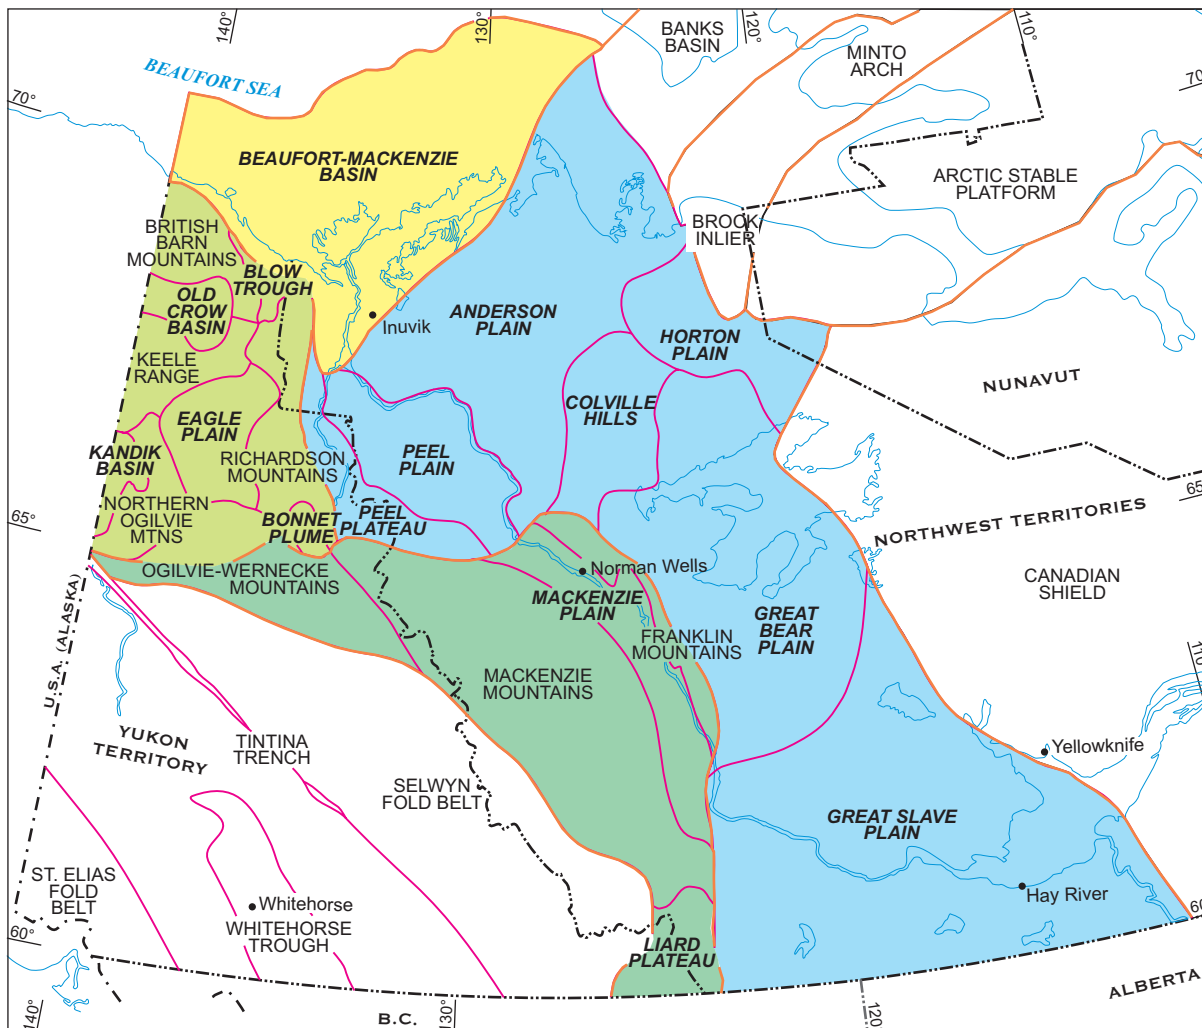 140°
130°
120°
110°
70°
70
BEAUFORT SEA
BANKS
BASIN
MINTO
ARCH
BEAUFORT-MACKENZIE
BASIN
ARCTIC STABLE
PLATFORM
BRITISH
BARN
MOUNTAINS
BROCK
INLIER
BLOW
TROUGH
OLD
CROW
BASIN
Inuvik
ANDERSON
PLAIN
HORTON
PLAIN
KEELE
RANGE
NUNAVUT
COLVILLE
HILLS
EAGLE
PLAIN
KANDIK
BASIN
RICHARDSON
MOUNTAINS
PEEL
PLAIN
65°
65
NORTHERN
OGILVIE
MTNS
BONNET
PLUME
PEEL
PLATEAU
NORTHWEST TERRITORIES
OGILVIE-WERNECKE
MOUNTAINS
Norman Wells
CANADIAN
SHIELD
MACKENZIE
PLAIN
GREAT
BEAR
PLAIN
FRANKLIN
MOUNTAINS
U.S.A. (ALASKA)
MACKENZIE
MOUNTAINS
110
YUKON
TERRITORY
TINTINA
TRENCH
Yellowknife
SELWYN
FOLD BELT
GREAT SLAVE
PLAIN
ST. ELIAS
FOLD
BELT
Hay River
Whitehorse
WHITEHORSE
TROUGH
60°
60
LIARD
PLATEAU
ALBERTA
140°
B.C.
130°
120